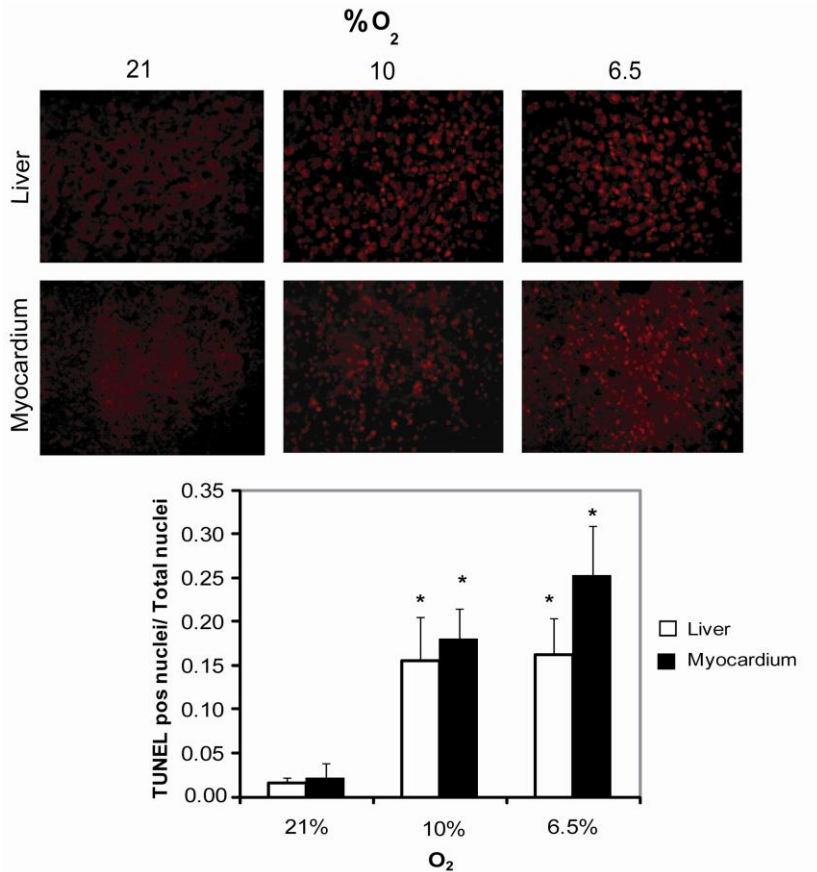 %O₂
21 10 6.5
Liver
Myocardium
TUNEL pos nuclei/ Total nuclei
0.35
0.30
0.25
0.20
0.15
0.10
0.05
0.00
* * * *
21% 10% 6.5%
O₂
Liver
Myocardium